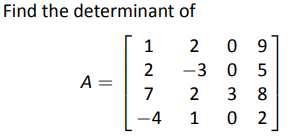 Find the determinant of
1 2 0 9
2 −3 0 5
A =
7 2 3 8
−4 1 0 2